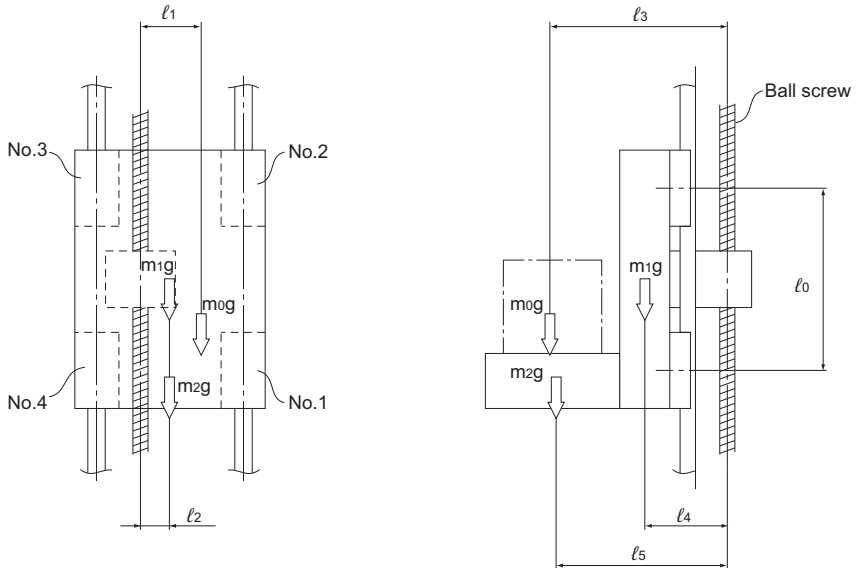 ℓ1
No.3
No.2
m1g
m0g
m2g
No.4
No.1
ℓ2
ℓ3
Ball screw
m1g
m0g
m2g
ℓ0
ℓ4
ℓ5